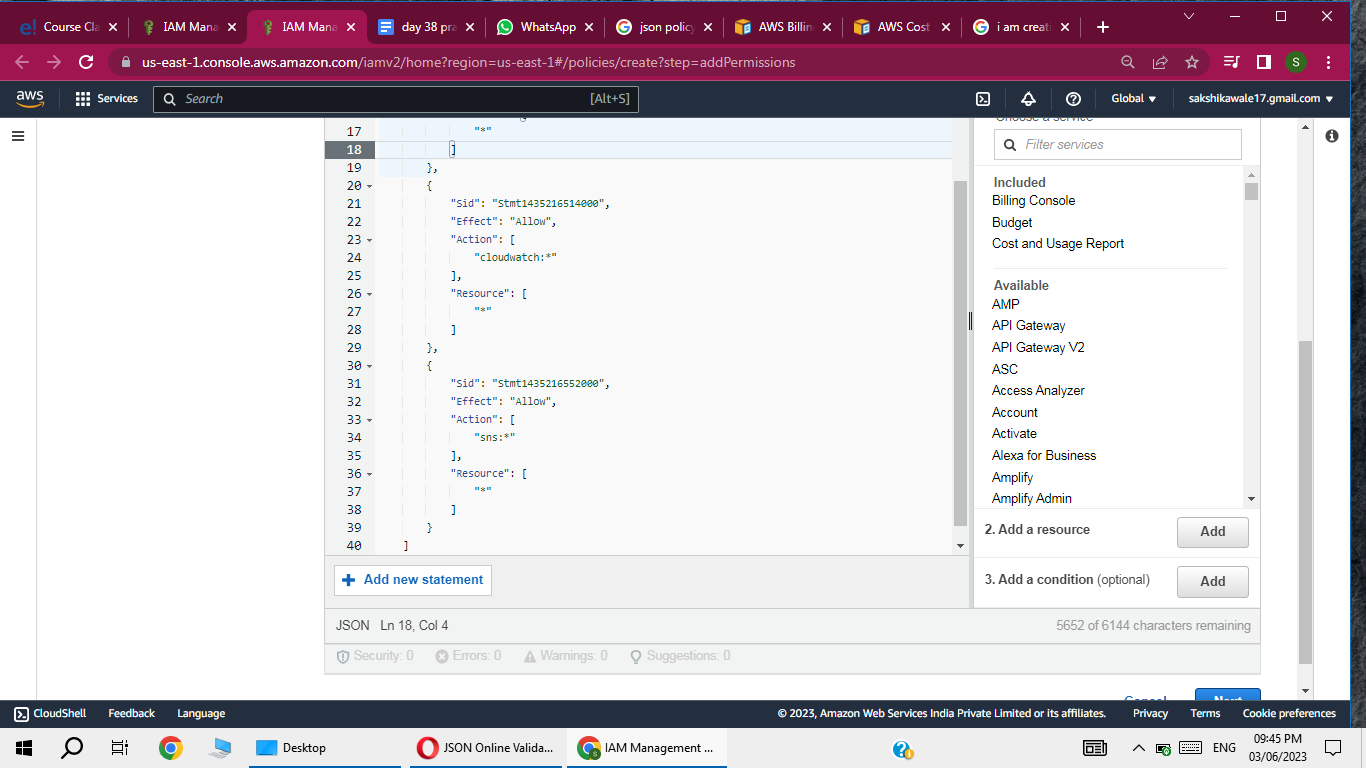 e! Course Cla
IAM Mana
IAM Mana
day 38 pra
WhatsApp
json policy
AWS Billin
AWS Cost
i am creati
us-east-1.console.aws.amazon.com/iamv2/home?region=us-east-1#/policies/create?step=addPermissions
S
aws
Services
Search
[Alt+S]
Global
sakshikawale17.gmail.com
Choose a service
Filter services
Included
Billing Console
Budget
Cost and Usage Report
Available
AMP
API Gateway
API Gateway V2
ASC
Access Analyzer
Account
Activate
Alexa for Business
Amplify
Amplify Admin
2. Add a resource
Add
3. Add a condition (optional)
Add
17 "*"
18 ]
19 },
20 {
21 "Sid": "Stmt1435216514000",
22 "Effect": "Allow",
23 "Action": [
24 "cloudwatch:*"
25 ],
26 "Resource": [
27 "*"
28 ]
29 },
30 {
31 "Sid": "Stmt1435216552000",
32 "Effect": "Allow",
33 "Action": [
34 "sns:*"
35 ],
36 "Resource": [
37 "*"
38 ]
39 }
40 ]
+ Add new statement
JSON Ln 18, Col 4
5652 of 6144 characters remaining
Security: 0
Errors: 0
Warnings: 0
Suggestions: 0
Cancel
Next
CloudShell
Feedback
Language
© 2023, Amazon Web Services India Private Limited or its affiliates.
Privacy
Terms
Cookie preferences
Desktop
JSON Online Valida...
IAM Management ...
ENG
09:45 PM
03/06/2023